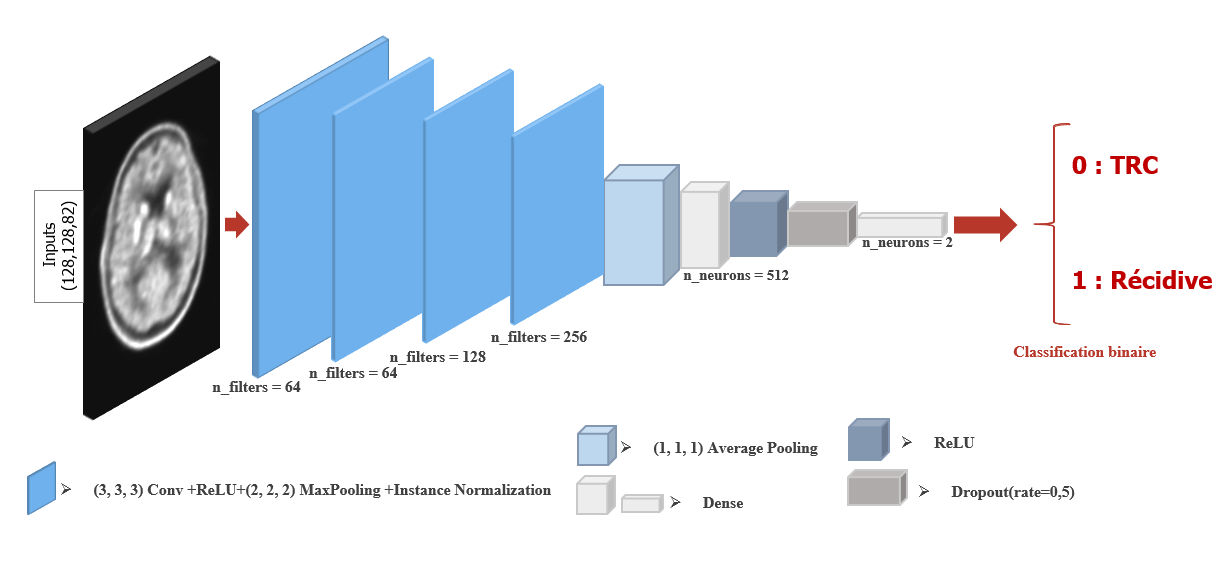 Inputs
(128,128,82)
n_filters = 64
n_filters = 64
n_filters = 128
n_filters = 256
n_neurons = 512
n_neurons = 2
0 : TRC
1 : Récidive
Classification binaire
(3, 3, 3) Conv +ReLU+(2, 2, 2) MaxPooling +Instance Normalization
(1, 1, 1) Average Pooling
Dense
ReLU
Dropout(rate=0,5)